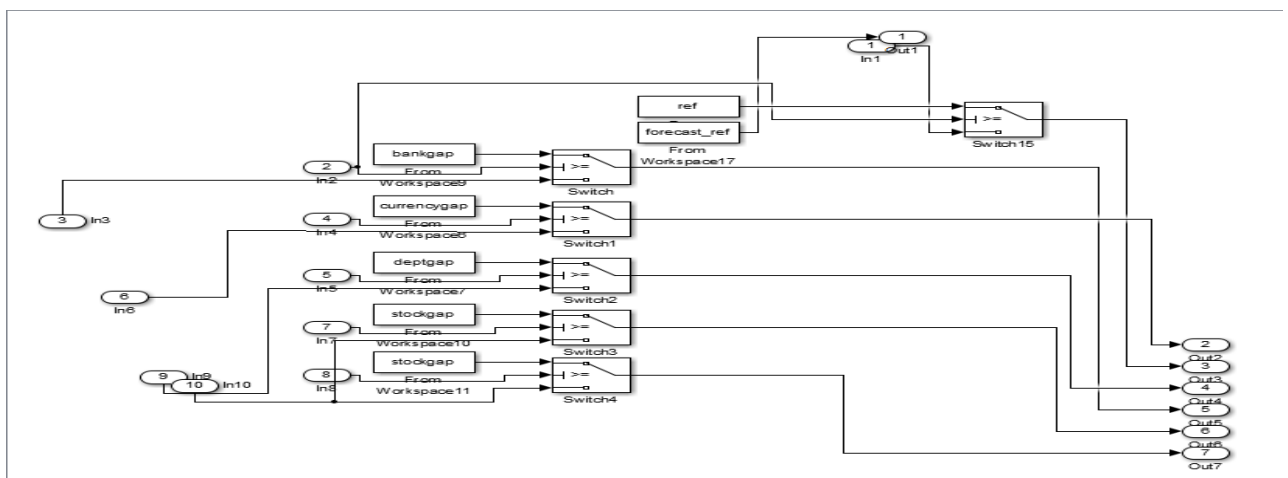 1
Out1
1
In1
ref
forecast_ref
From
Workspace17
>=
Switch15
2
In2
bankgap
From
Workspace9
>=
Switch
3
In3
4
In4
currencygap
From
Workspace6
>=
Switch1
5
In5
deptgap
From
Workspace7
>=
Switch2
6
In6
7
In7
stockgap
From
Workspace10
>=
Switch3
8
In8
stockgap
From
Workspace11
>=
Switch4
9
In9
10
In10
2
Out2
3
Out3
4
Out4
5
Out5
6
Out6
7
Out7